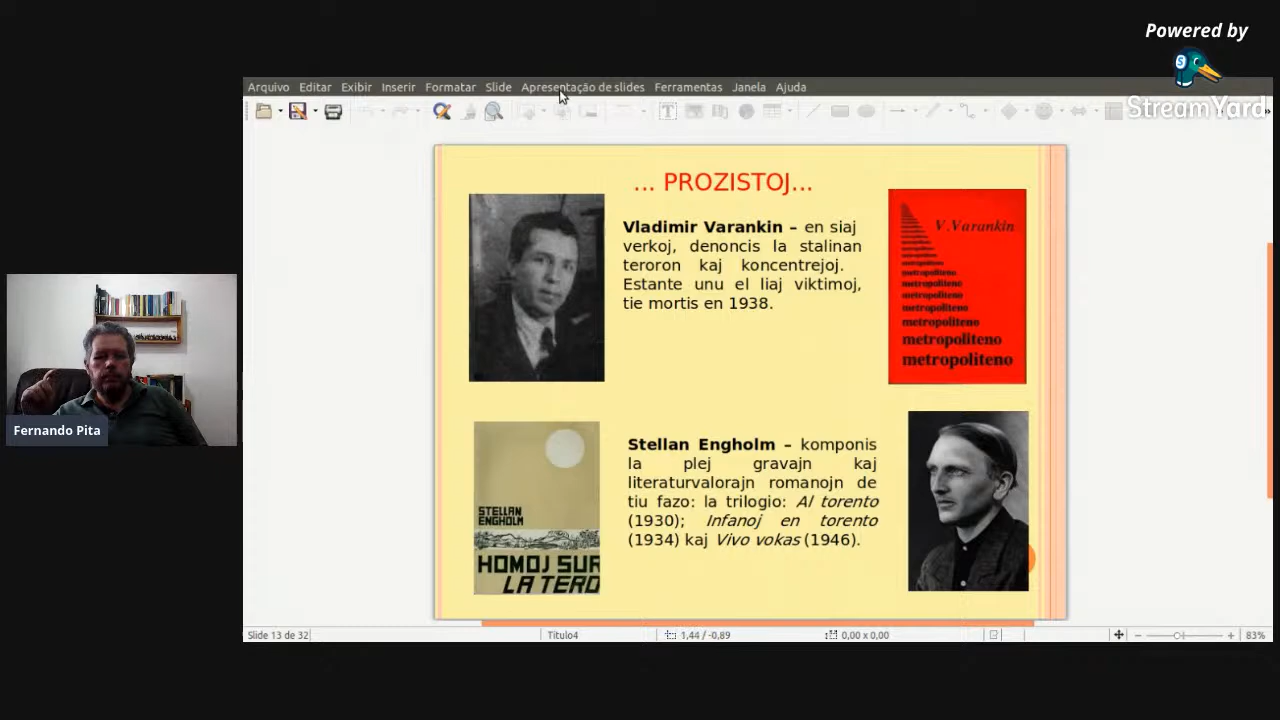 Powered by
StreamYard
Arquivo Editar Exibir Inserir Formatar Slide Apresentação de slides Ferramentas Janela Ajuda
... PROZISTOJ...
Vladimir Varankin – en siaj
verkoj, denoncis la stalinan
teroron kaj koncentrejoj.
Estante unu el liaj viktimoj,
tie mortis en 1938.
V.Varankin
metropoliteno
metropoliteno
metropoliteno
metropoliteno
metropoliteno
metropoliteno
metropoliteno
Fernando Pita
STELLAN
ENGHOLM
HOMOJ SUR
LA TERO
Stellan Engholm – komponis
la plej gravajn kaj
literaturvalorajn romanojn de
tiu fazo: la trilogio: Al torento
(1930); Infanoj en torento
(1934) kaj Vivo vokas (1946).
Slide 13 de 32
Título4
1,44 / -0,89
0,00 x 0,00
83%